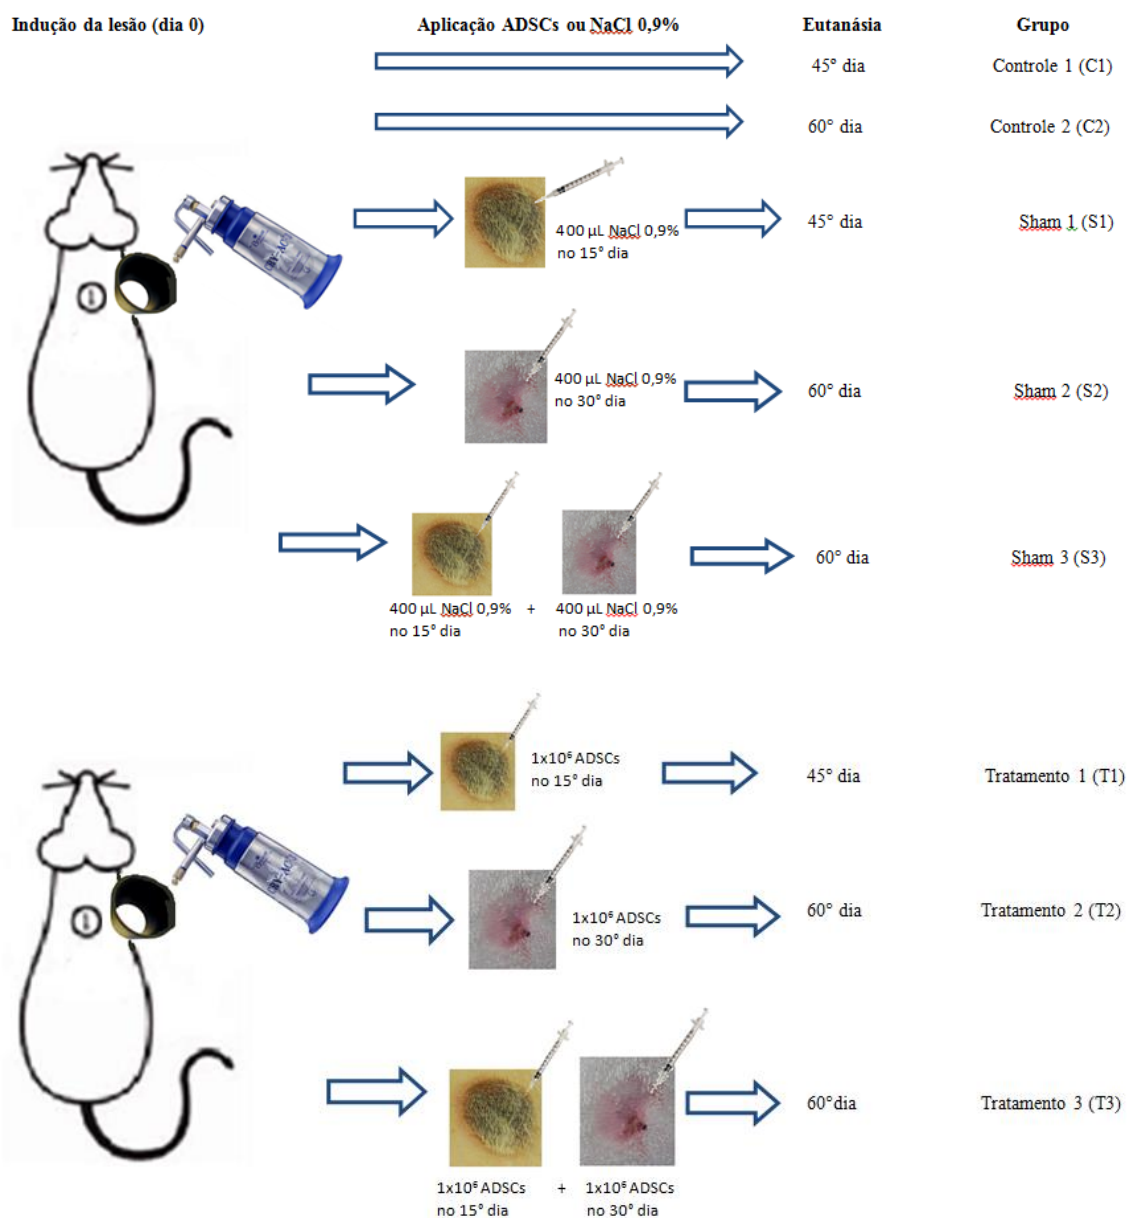 Indução da lesão (dia 0) Aplicação ADSCs ou NaCl 0,9% Eutanásia Grupo
45° dia Controle 1 (C1)
60° dia Controle 2 (C2)
400 µL NaCl 0,9%
no 15° dia
45° dia Sham 1 (S1)
CRY-AC
400 µL NaCl 0,9%
no 30° dia
60° dia Sham 2 (S2)
60° dia Sham 3 (S3)
400 µL NaCl 0,9% + 400 µL NaCl 0,9%
no 15° dia no 30° dia
1x10⁶ ADSCs
no 15° dia
45° dia Tratamento 1 (T1)
CRY-AC
1x10⁶ ADSCs
no 30° dia
60° dia Tratamento 2 (T2)
60°dia Tratamento 3 (T3)
1x10⁶ ADSCs + 1x10⁶ ADSCs
no 15° dia no 30° dia